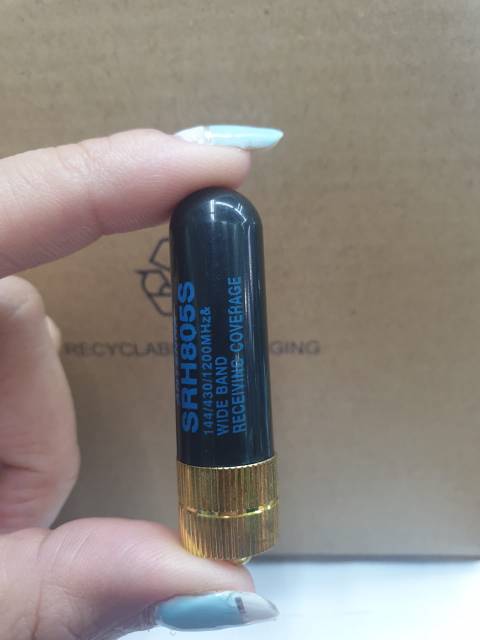 SRH805S
144/430/1200MHz&
WIDE BAND
RECEIVING COVERAGE
RECYCLAB
GING